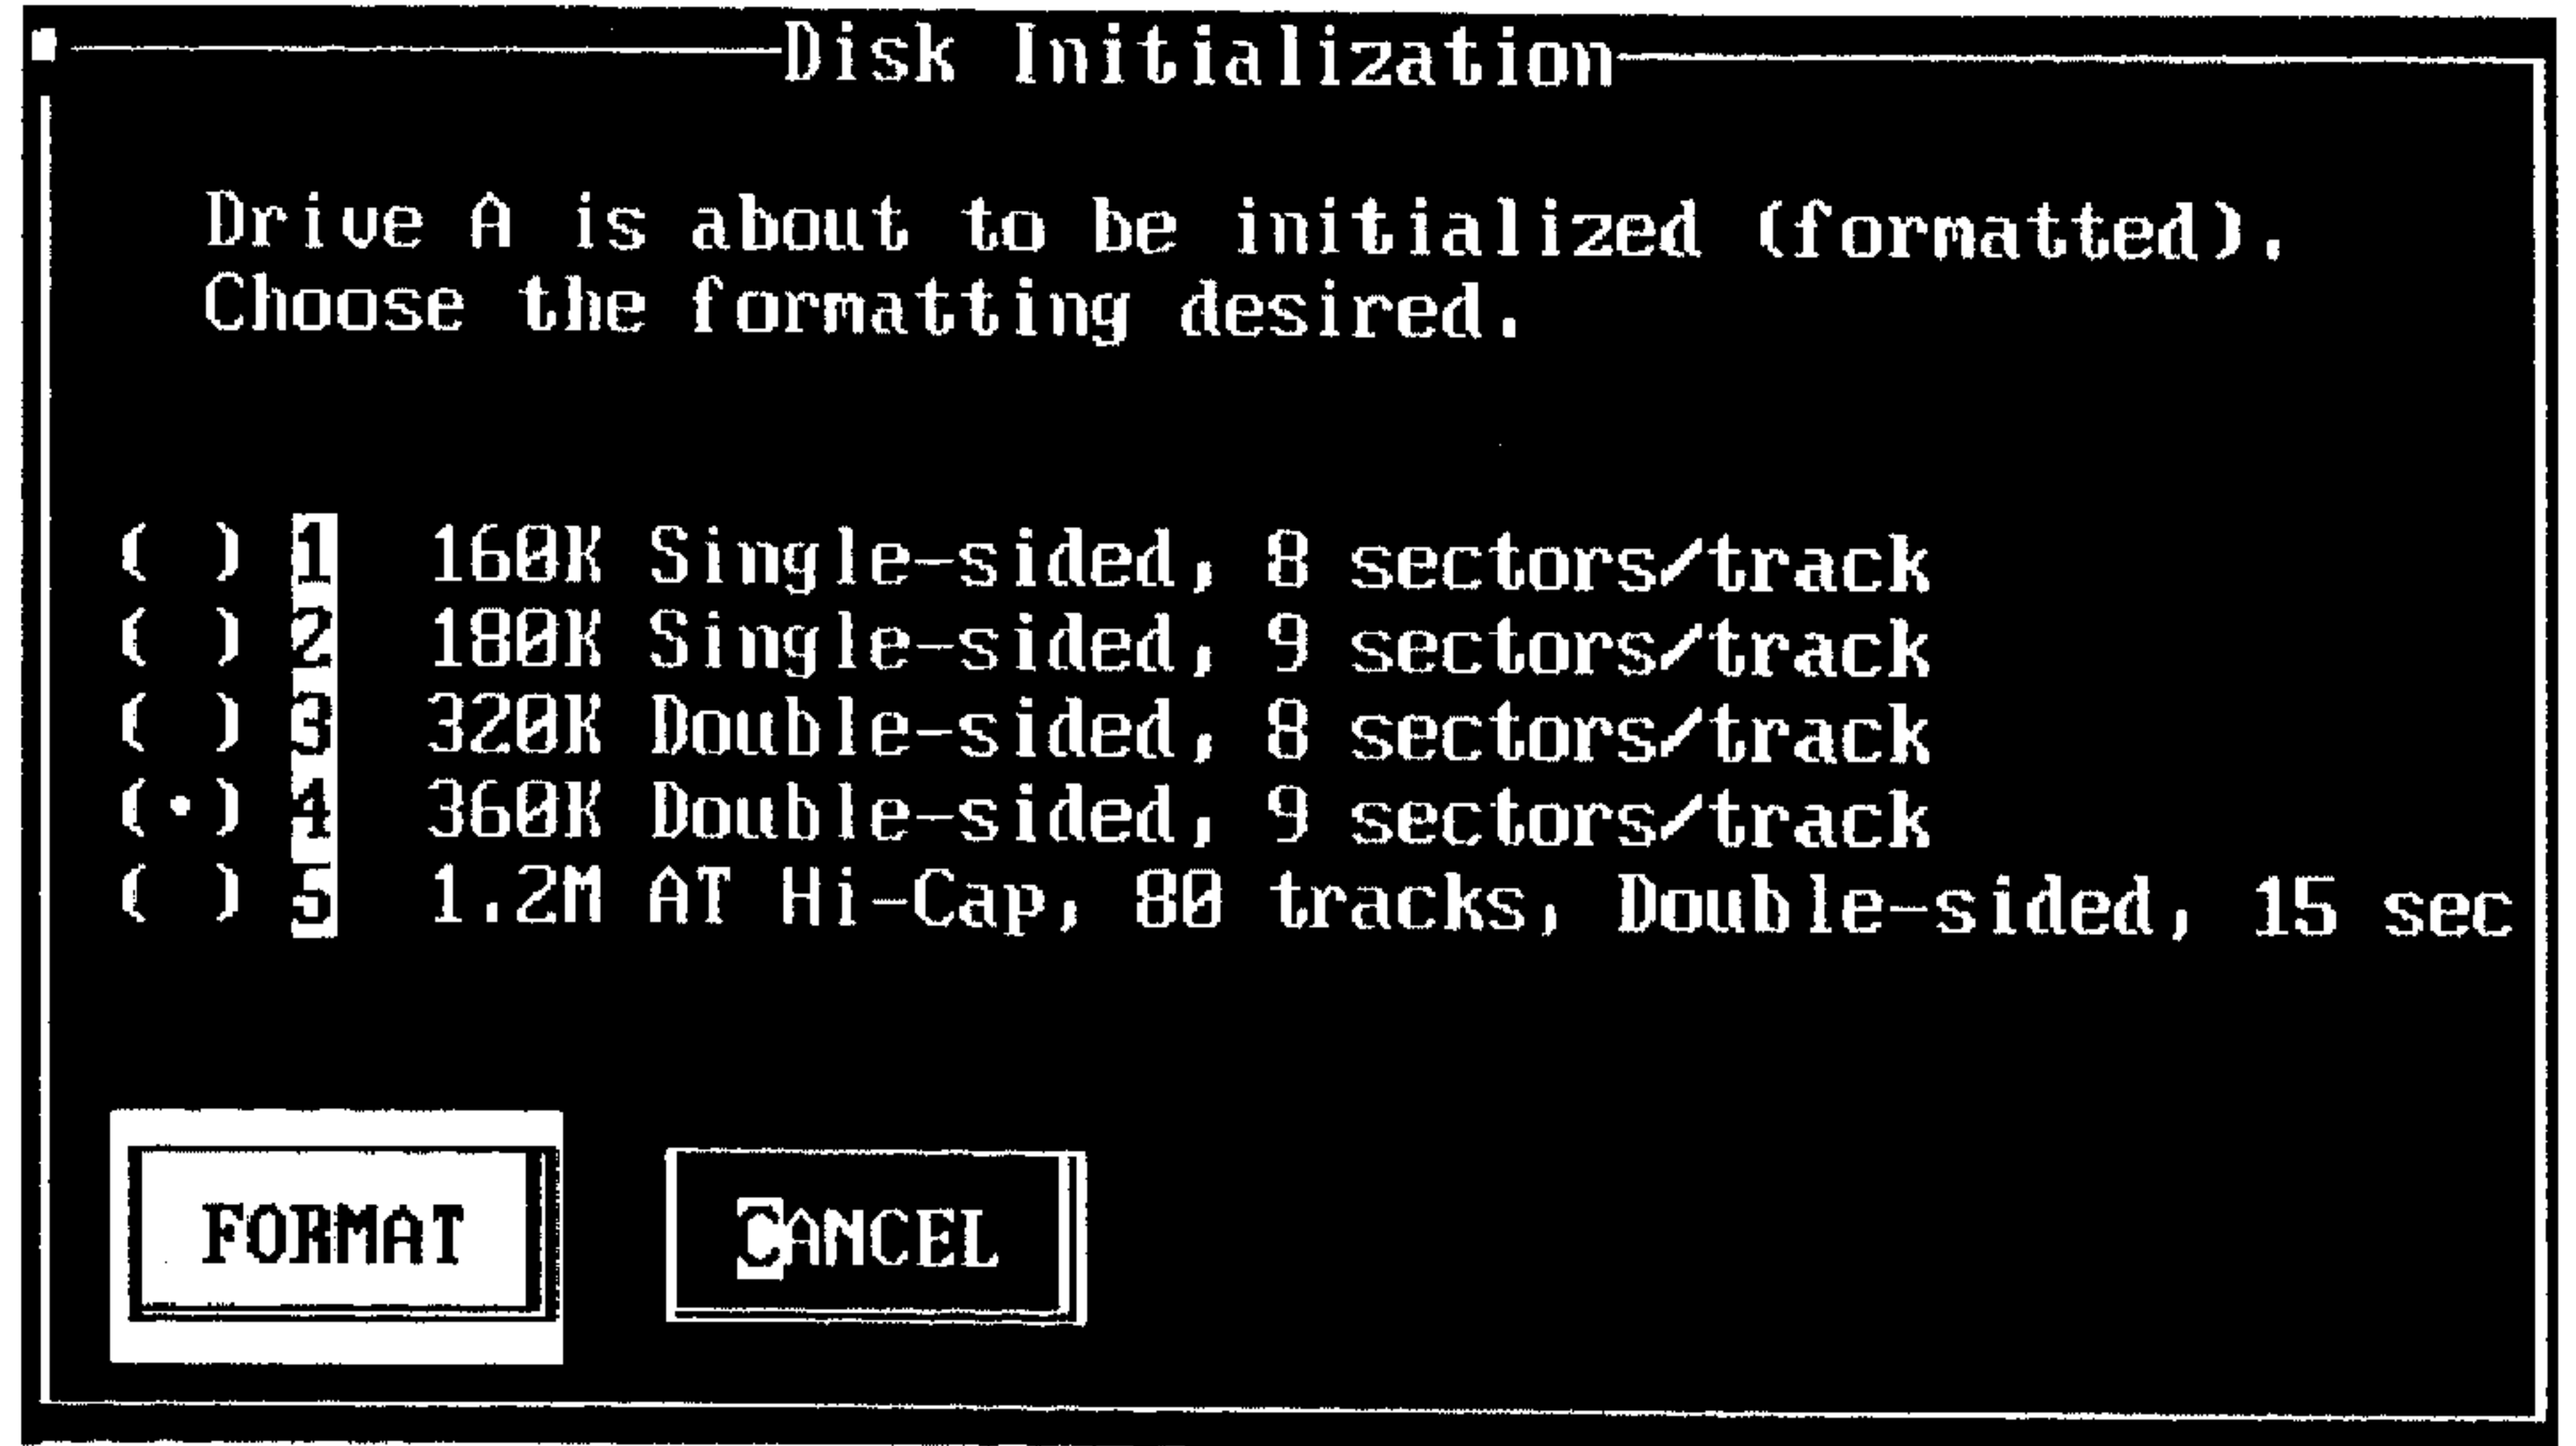 Disk Initialization
Drive A is about to be initialized (formatted).
Choose the formatting desired.
( ) 1 160K Single-sided, 8 sectors/track
( ) 2 180K Single-sided, 9 sectors/track
( ) 3 320K Double-sided, 8 sectors/track
(•) 4 360K Double-sided, 9 sectors/track
( ) 5 1.2M AT Hi-Cap, 80 tracks, Double-sided, 15 sec
FORMAT CANCEL